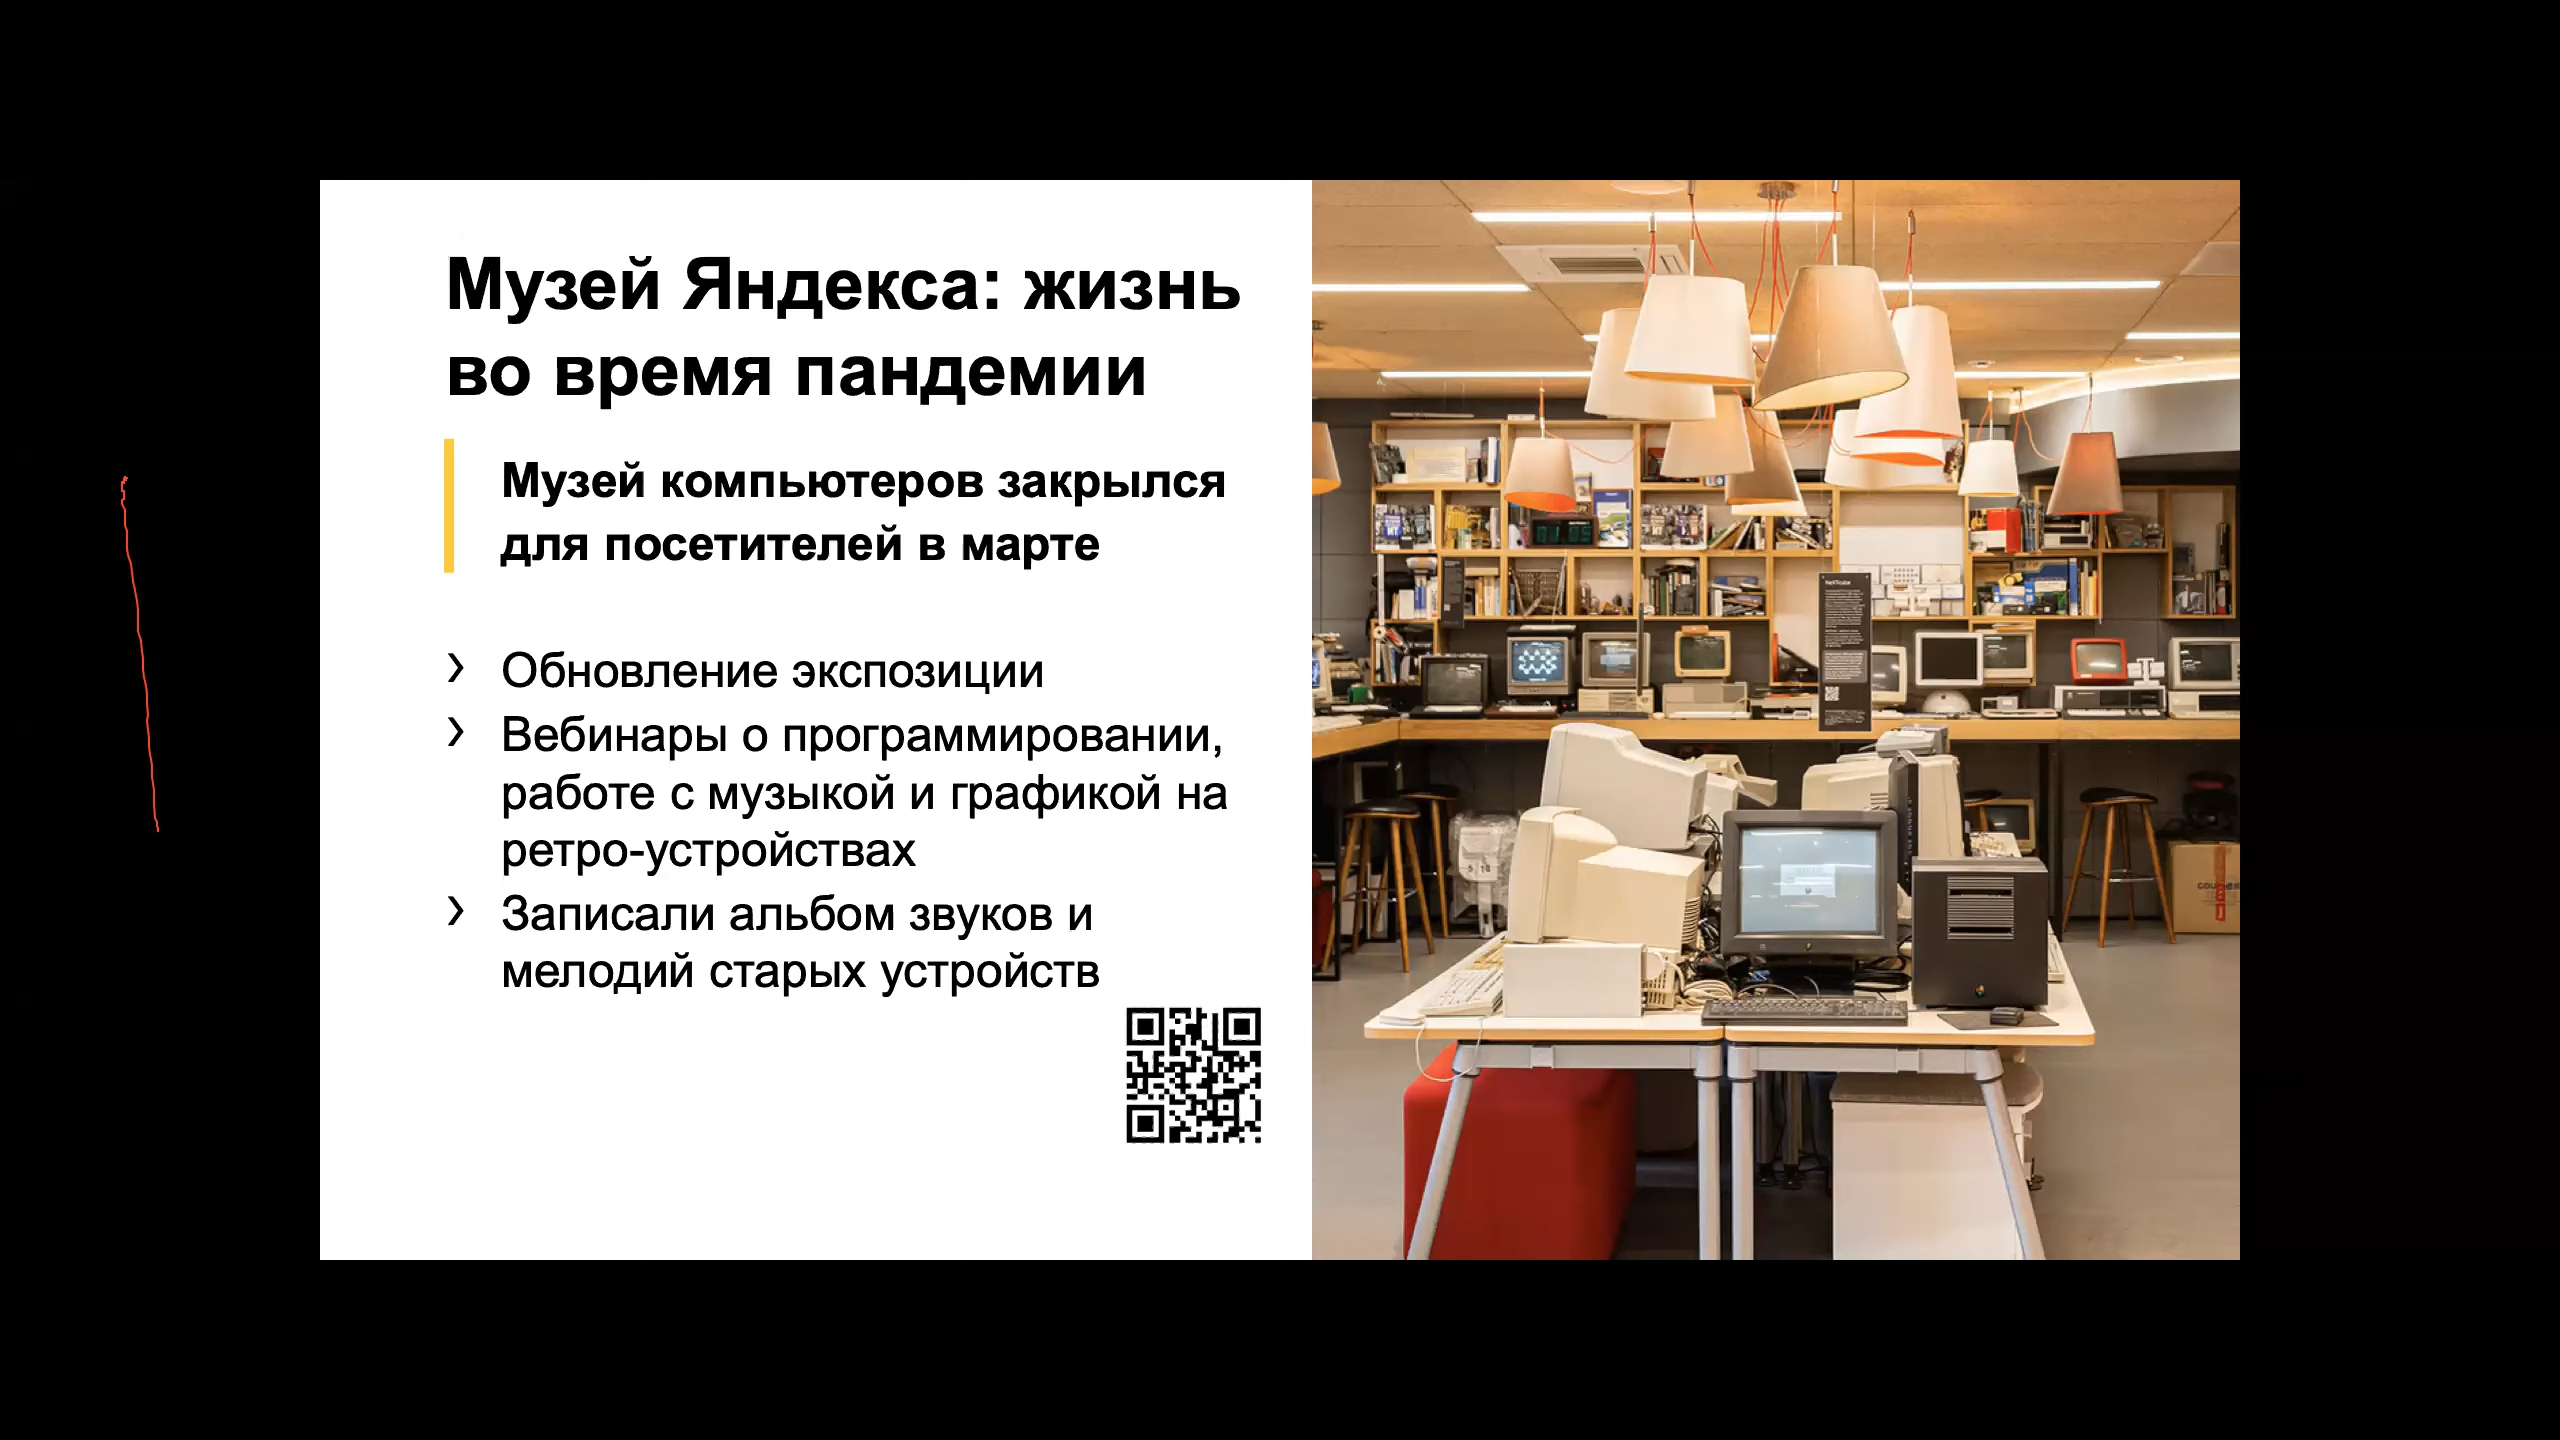 Музей Яндекса: жизнь
во время пандемии
Музей компьютеров закрылся
для посетителей в марте
› Обновление экспозиции
› Вебинары о программировании,
работе с музыкой и графикой на
ретро-устройствах
› Записали альбом звуков и
мелодий старых устройств
NeXTcube